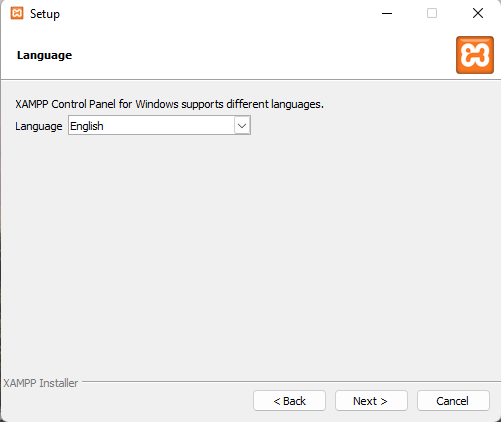 Setup
Language
XAMPP Control Panel for Windows supports different languages.
Language English
XAMPP Installer
< Back Next > Cancel